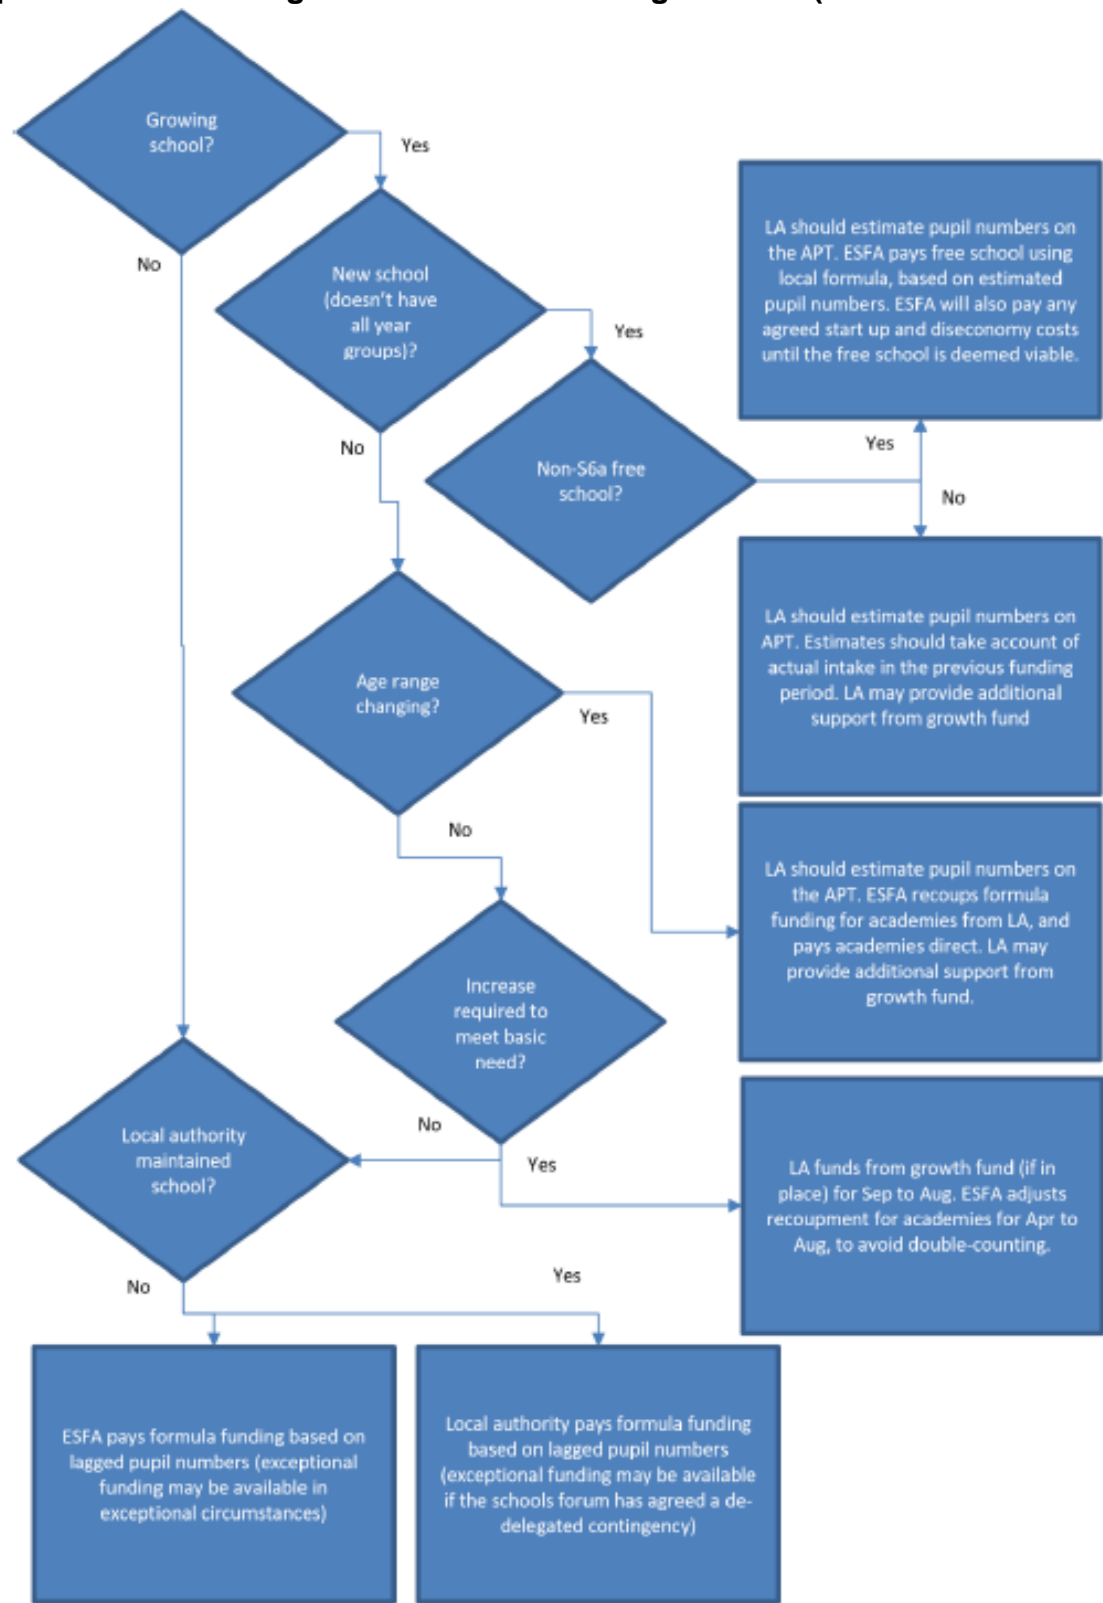 Growing
school?
Yes
No
New school
(doesn't have
all year
groups)?
Yes
No
Non-S6a free
school?
Yes
No
LA should estimate pupil numbers on
the APT. ESFA pays free school using
local formula, based on estimated
pupil numbers. ESFA will also pay any
agreed start up and diseconomy costs
until the free school is deemed viable.
LA should estimate pupil numbers on
APT. Estimates should take account of
actual intake in the previous funding
period. LA may provide additional
support from growth fund
Age range
changing?
Yes
No
LA should estimate pupil numbers on
the APT. ESFA recoups formula
funding for academies from LA, and
pays academies direct. LA may
provide additional support from
growth fund.
Increase
required to
meet basic
need?
No
Yes
LA funds from growth fund (if in
place) for Sep to Aug. ESFA adjusts
recoupment for academies for Apr to
Aug, to avoid double-counting.
Local authority
maintained
school?
No
Yes
ESFA pays formula funding based on
lagged pupil numbers (exceptional
funding may be available in
exceptional circumstances)
Local authority pays formula funding
based on lagged pupil numbers
(exceptional funding may be available
if the schools forum has agreed a de-
delegated contingency)